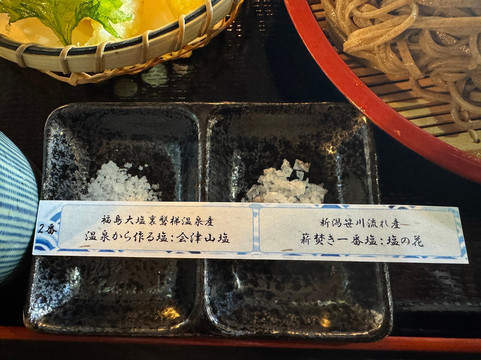 2番
福島大塩裏磐梯温泉産
温泉から作る塩:会津山塩
新潟笹川流れ産
薪焚き一番塩:塩の花